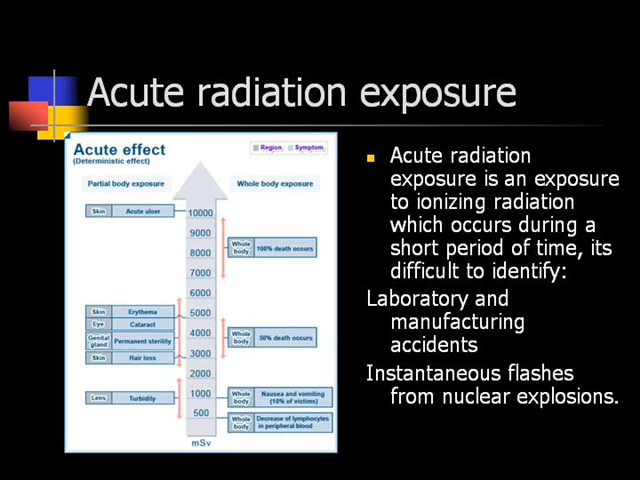 Acute radiation exposure
Acute effect
(Deterministic effect)
Region
Symptom
Partial body exposure
Whole body exposure
Skin Acute ulcer
10000
9000
Whole body 100% death occurs
8000
7000
6000
Skin Erythema
5000
Eye Cataract
4000
Genital gland Permanent sterility
Whole body 50% death occurs
3000
Skin Hair loss
2000
1000
Lens Turbidity
Whole body Nausea and vomiting
(10% of victims)
500
Whole body Decrease of lymphocytes
in peripheral blood
mSv
Acute radiation
exposure is an exposure
to ionizing radiation
which occurs during a
short period of time, its
difficult to identify:
Laboratory and
manufacturing
accidents
Instantaneous flashes
from nuclear explosions.